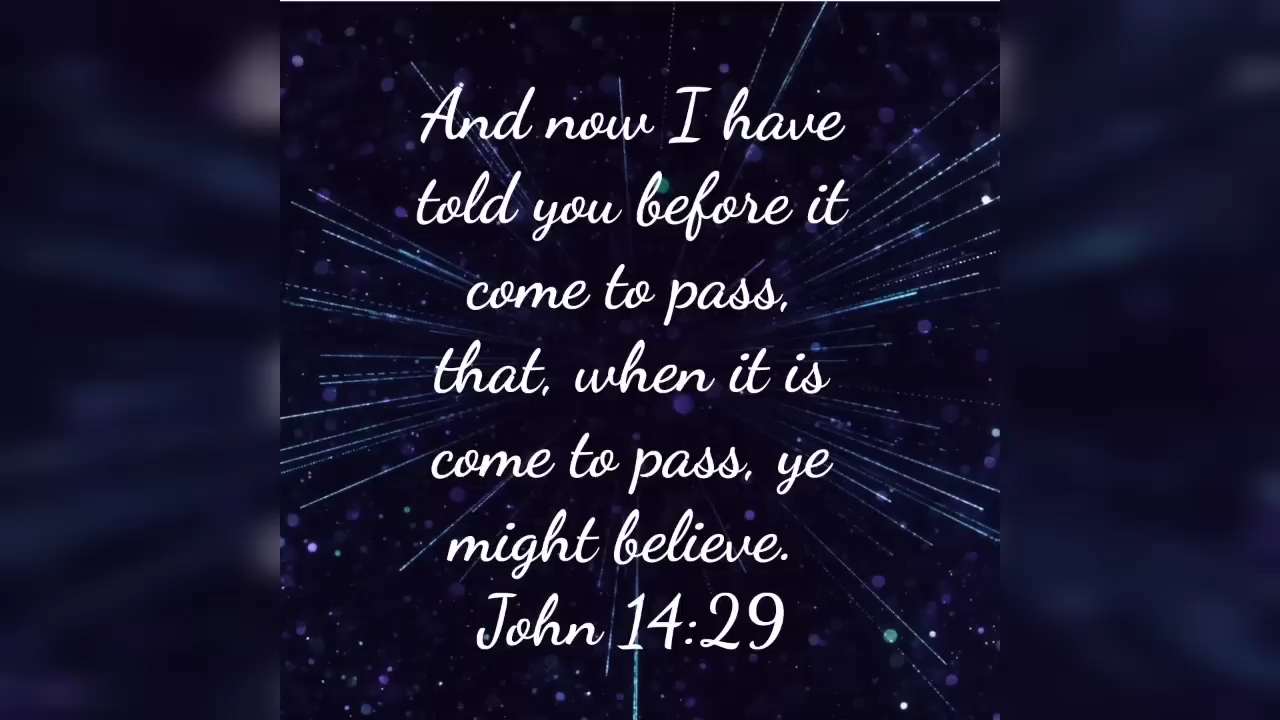 And now I have
told you before it
come to pass,
that, when it is
come to pass, ye
might believe.
John 14:29